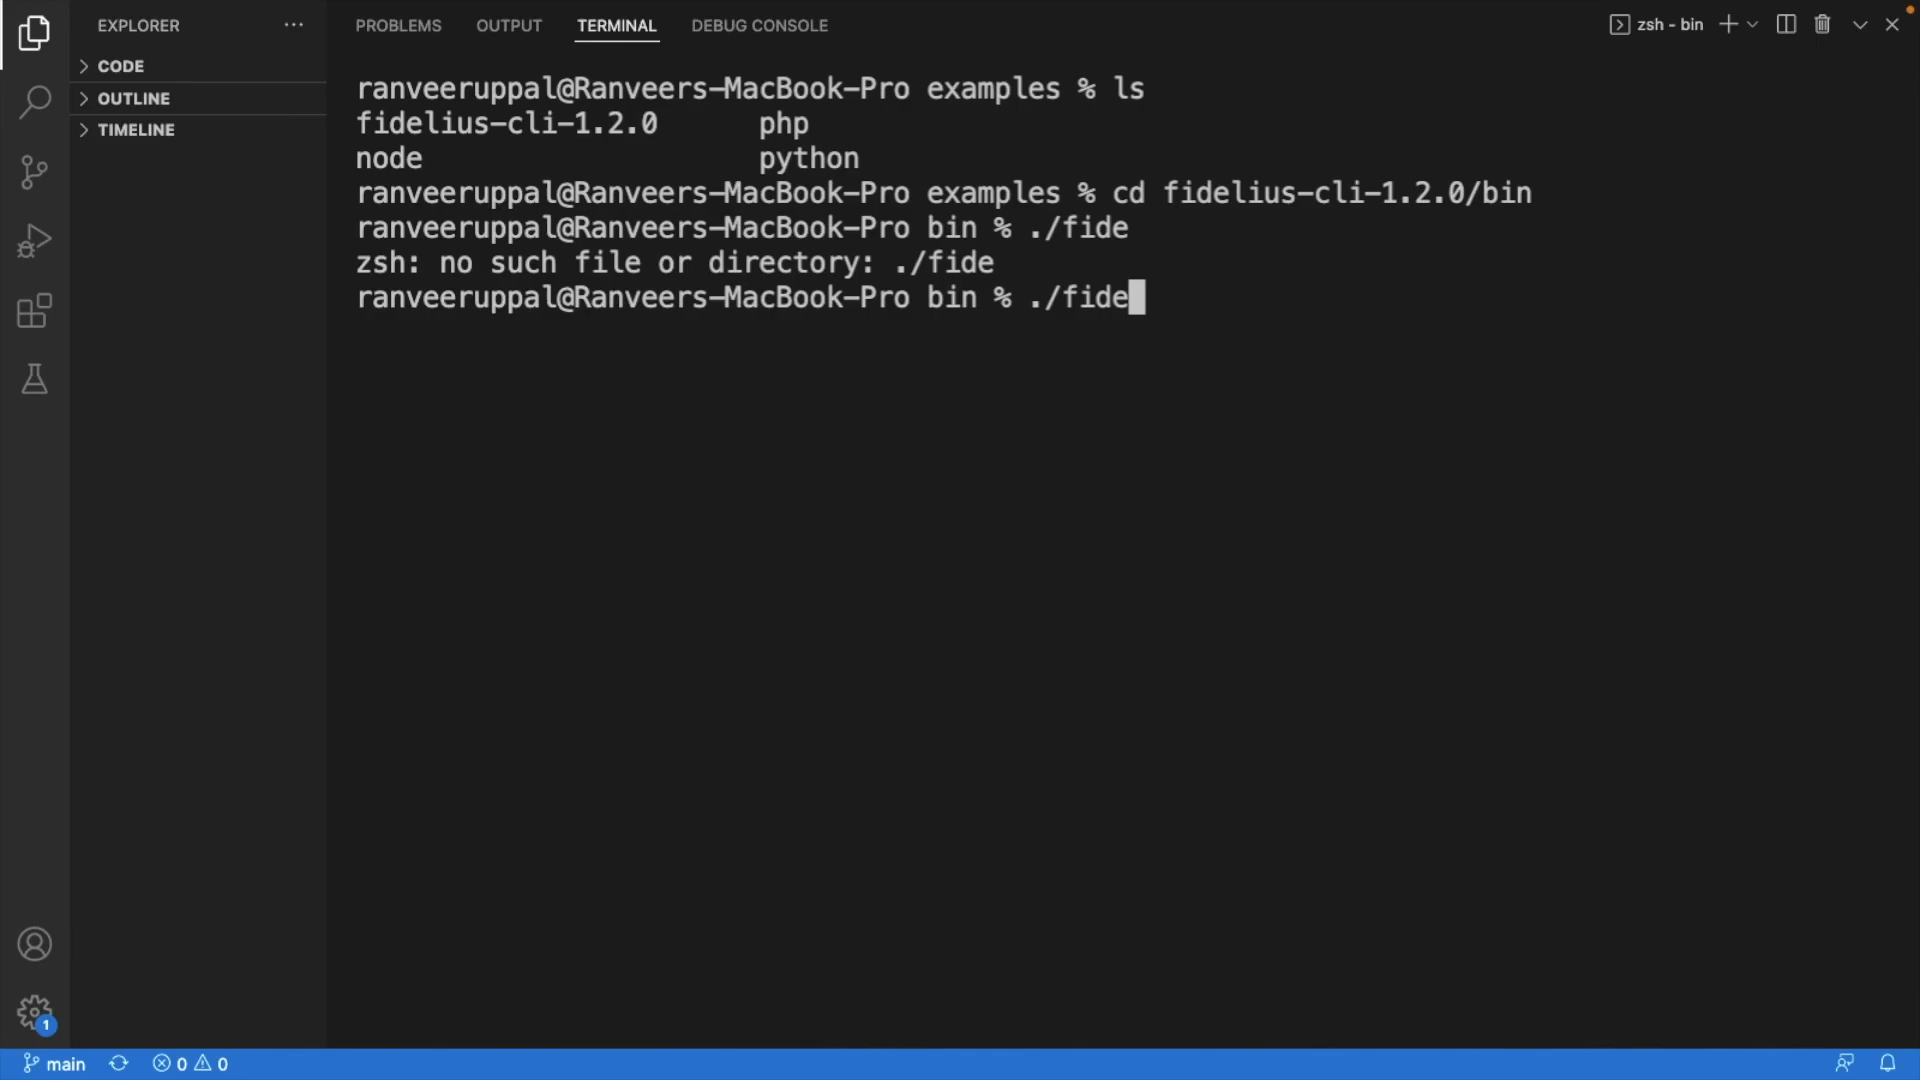 EXPLORER
CODE
OUTLINE
TIMELINE
PROBLEMS OUTPUT TERMINAL DEBUG CONSOLE
zsh - bin
ranveeruppal@Ranveers-MacBook-Pro examples % ls
fidelius-cli-1.2.0 php
node python
ranveeruppal@Ranveers-MacBook-Pro examples % cd fidelius-cli-1.2.0/bin
ranveeruppal@Ranveers-MacBook-Pro bin % ./fide
zsh: no such file or directory: ./fide
ranveeruppal@Ranveers-MacBook-Pro bin % ./fide
1
main 0 0